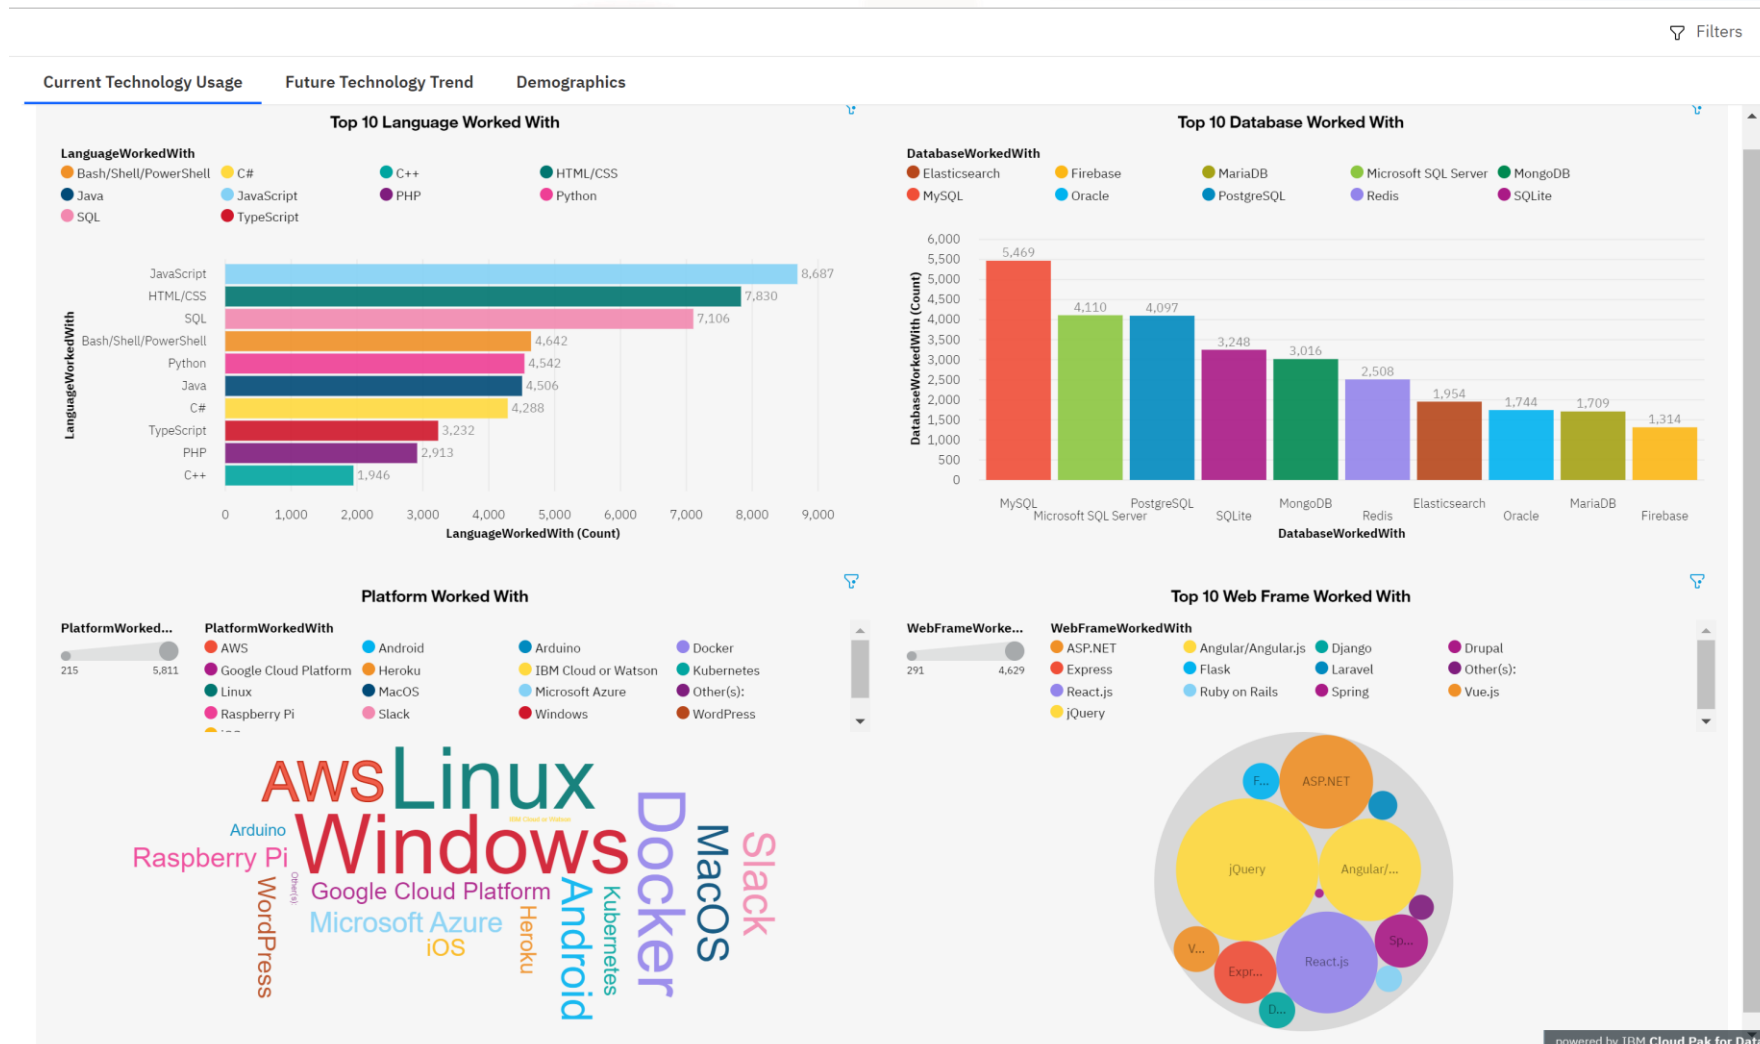 Filters
Current Technology Usage Future Technology Trend Demographics
Top 10 Language Worked With
LanguageWorkedWith
Bash/Shell/PowerShell C# C++ HTML/CSS
Java JavaScript PHP Python
SQL TypeScript
JavaScript 8,687
HTML/CSS 7,830
SQL 7,106
Bash/Shell/PowerShell 4,642
Python 4,542
Java 4,506
C# 4,288
TypeScript 3,232
PHP 2,913
C++ 1,946
LanguageWorkedWith
0 1,000 2,000 3,000 4,000 5,000 6,000 7,000 8,000 9,000
LanguageWorkedWith (Count)
Top 10 Database Worked With
DatabaseWorkedWith
Elasticsearch Firebase MariaDB Microsoft SQL Server MongoDB
MySQL Oracle PostgreSQL Redis SQLite
DatabaseWorkedWith (Count)
6,000
5,500
5,000
4,500
4,000
3,500
3,000
2,500
2,000
1,500
1,000
500
0
5,469 4,110 4,097 3,248 3,016 2,508 1,954 1,744 1,709 1,314
MySQL PostgreSQL MongoDB Elasticsearch MariaDB
Microsoft SQL Server SQLite Redis Oracle Firebase
DatabaseWorkedWith
Platform Worked With
PlatformWorked...
215 5,811
PlatformWorkedWith
AWS Android Arduino Docker
Google Cloud Platform Heroku IBM Cloud or Watson Kubernetes
Linux MacOS Microsoft Azure Other(s):
Raspberry Pi Slack Windows WordPress
AWS
Linux
IBM Cloud or Watson
Arduino
Windows
Raspberry Pi
Other(s):
Google Cloud Platform
Microsoft Azure
iOS
WordPress
Heroku
Android
Kubernetes
Docker
MacOS
Slack
Top 10 Web Frame Worked With
WebFrameWorke...
291 4,629
WebFrameWorkedWith
ASP.NET Angular/Angular.js Django Drupal
Express Flask Laravel Other(s):
React.js Ruby on Rails Spring Vue.js
jQuery
F...
ASP.NET
jQuery
Angular/...
Sp...
V...
Expr...
React.js
D...
powered by IBM Cloud Pak for Dat